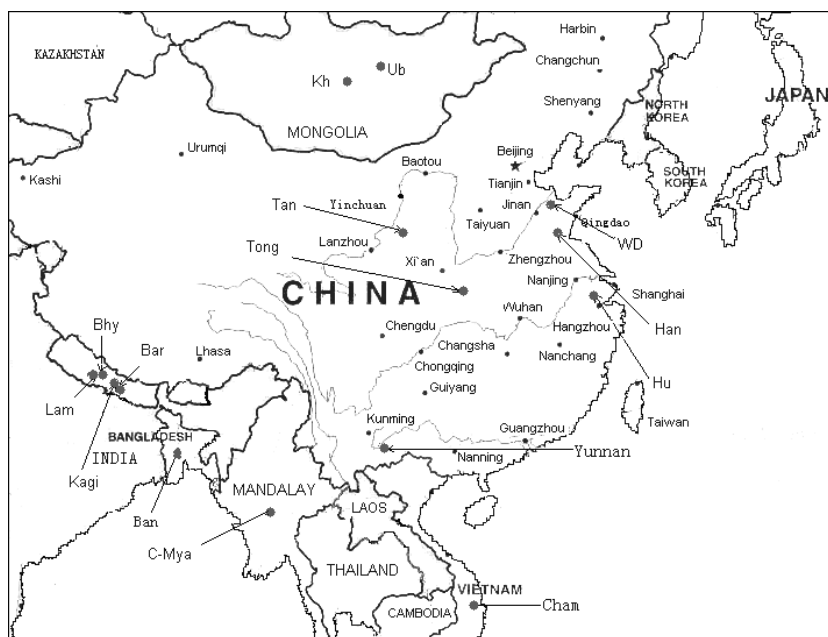 Harbin
KAZAKHSTAN
Changchun
Ub
Kh
JAPAN
Shenyang
NORTH
KOREA
MONGOLIA
Urumqi
Beijing
Baotou
Kashi
SOUTH
KOREA
Tianjin
Tan
Yinchuan
Jinan
Taiyuan
Qingdao
WD
Tong
Lanzhou
Zhengzhou
Xi'an
Nanjing
CHINA
Shanghai
Wuhan
Bhy
Chengdu
Hangzhou
Han
Bar
Changsha
Lhasa
Nanchang
Chongqing
Hu
Guiyang
Lam
Kunming
Taiwan
BANGLADESH
Guangzhou
Yunnan
INDIA
Nanning
Kagi
MANDALAY
LAOS
Ban
C-Mya
THAILAND
VIETNAM
CAMBODIA
Cham